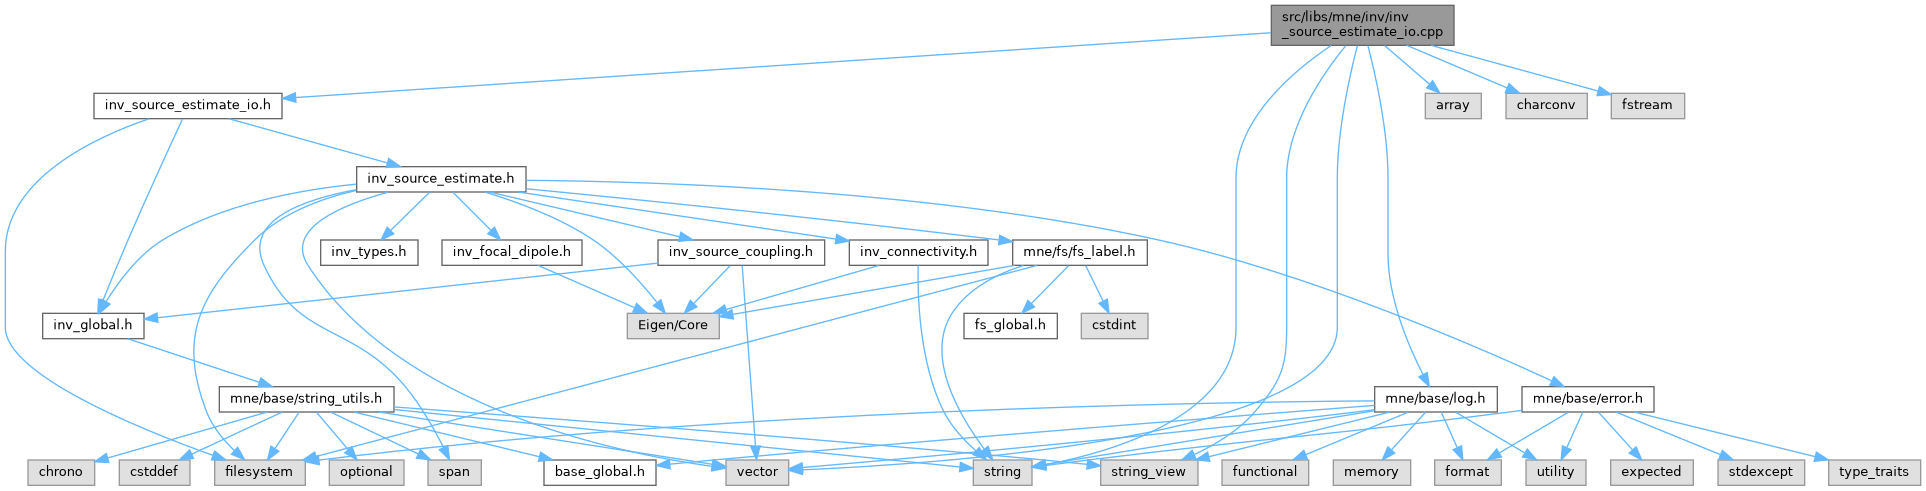 src/libs/mne/inv/inv
_source_estimate_io.cpp
inv_source_estimate_io.h
array
charconv
fstream
inv_source_estimate.h
inv_types.h
inv_focal_dipole.h
inv_source_coupling.h
inv_connectivity.h
mne/fs/fs_label.h
inv_global.h
Eigen/Core
fs_global.h
cstdint
mne/base/string_utils.h
mne/base/log.h
mne/base/error.h
chrono
cstddef
filesystem
optional
span
base_global.h
vector
string
string_view
functional
memory
format
utility
expected
stdexcept
type_traits